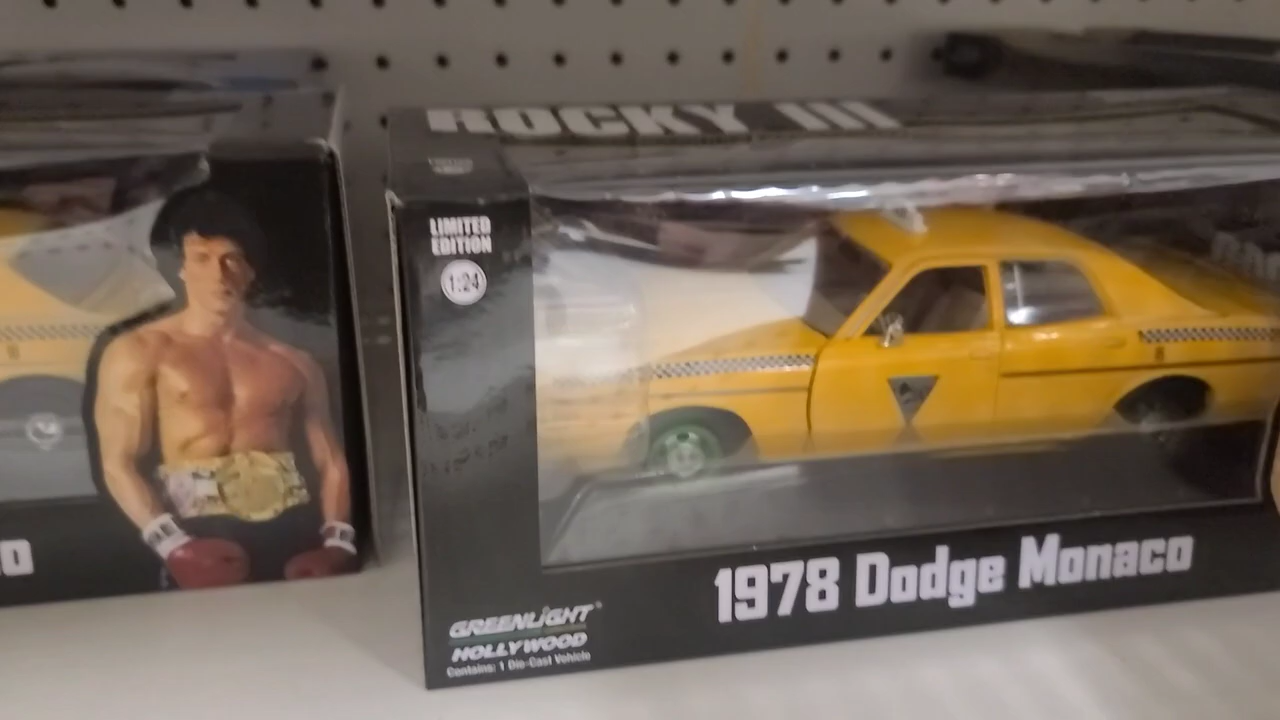 ROCKY III
LIMITED
EDITION
1:24
1978 Dodge Monaco
GREENLIGHT
HOLLYWOOD
Contains: 1 Die-Cast Vehicle